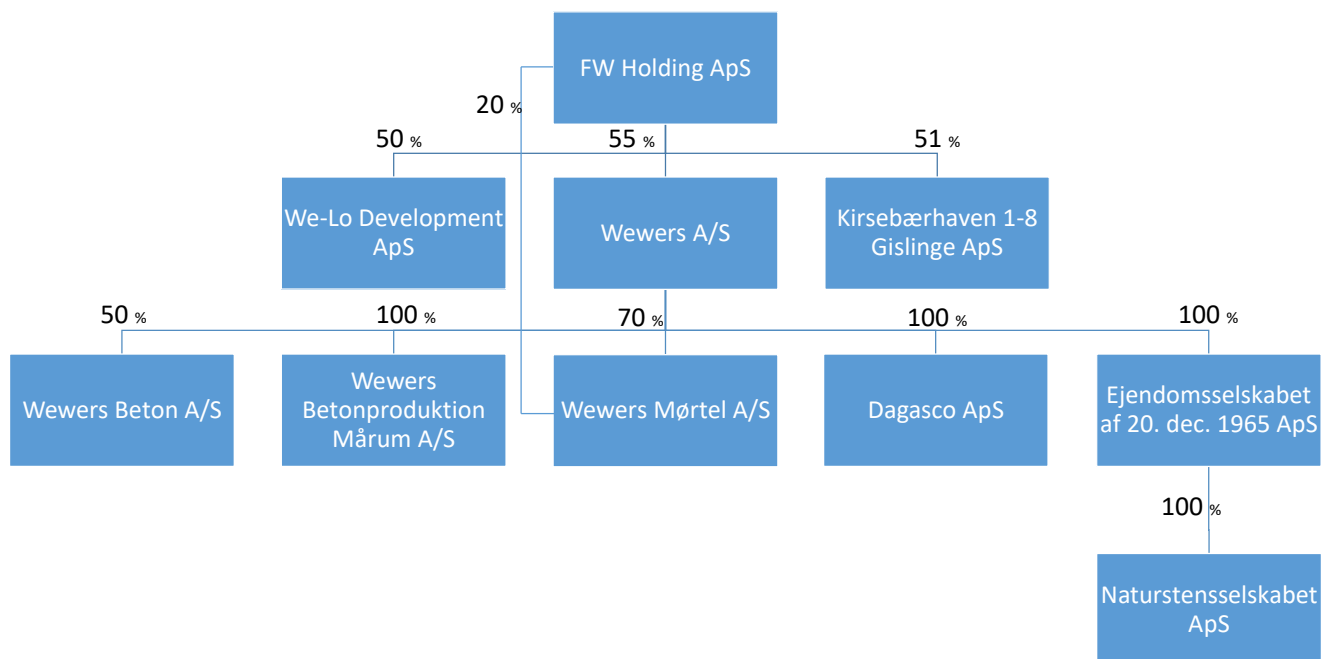 FW Holding ApS
20 %
50 %
55 %
51 %
We-Lo Development
ApS
Wewers A/S
Kirsebærhaven 1-8
Gislinge ApS
50 %
100 %
70 %
100 %
100 %
Wewers Beton A/S
Wewers
Betonproduktion
Mårum A/S
Wewers Mørtel A/S
Dagasco ApS
Ejendomsselskabet
af 20. dec. 1965 ApS
100 %
Naturstensselskabet
ApS